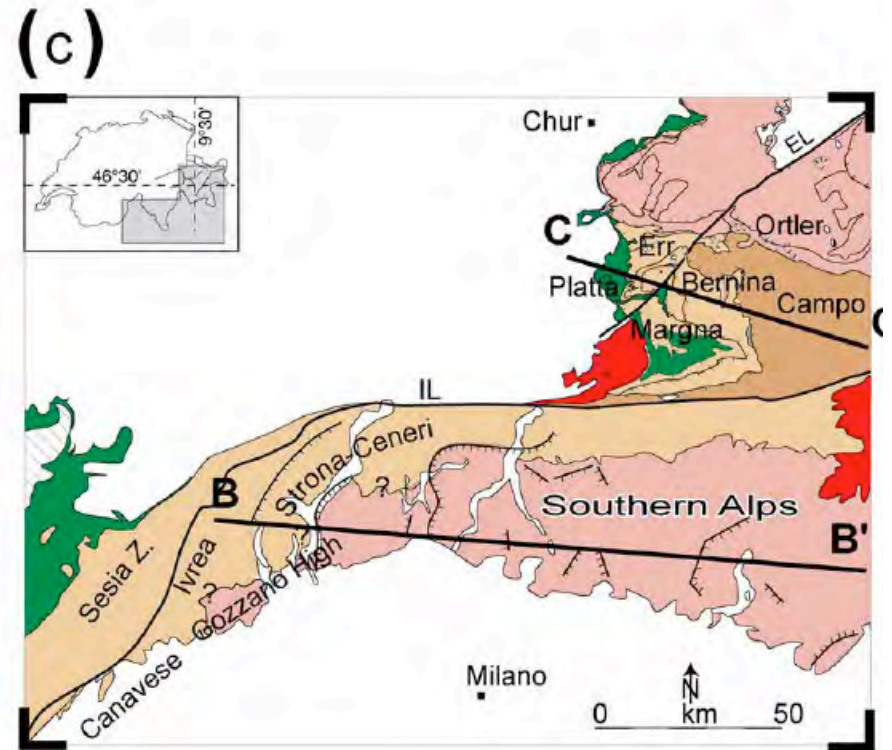 (c)
9°30'
46°30'
Chur
EL
Ortler
C
Err
Platta
Bernina
Campo
C
Margna
IL
Strona-Ceneri
?
B
Southern Alps
B'
Sesia Z.
Ivrea
?
Gozzano High
Canavese
Milano
N
0 km 50